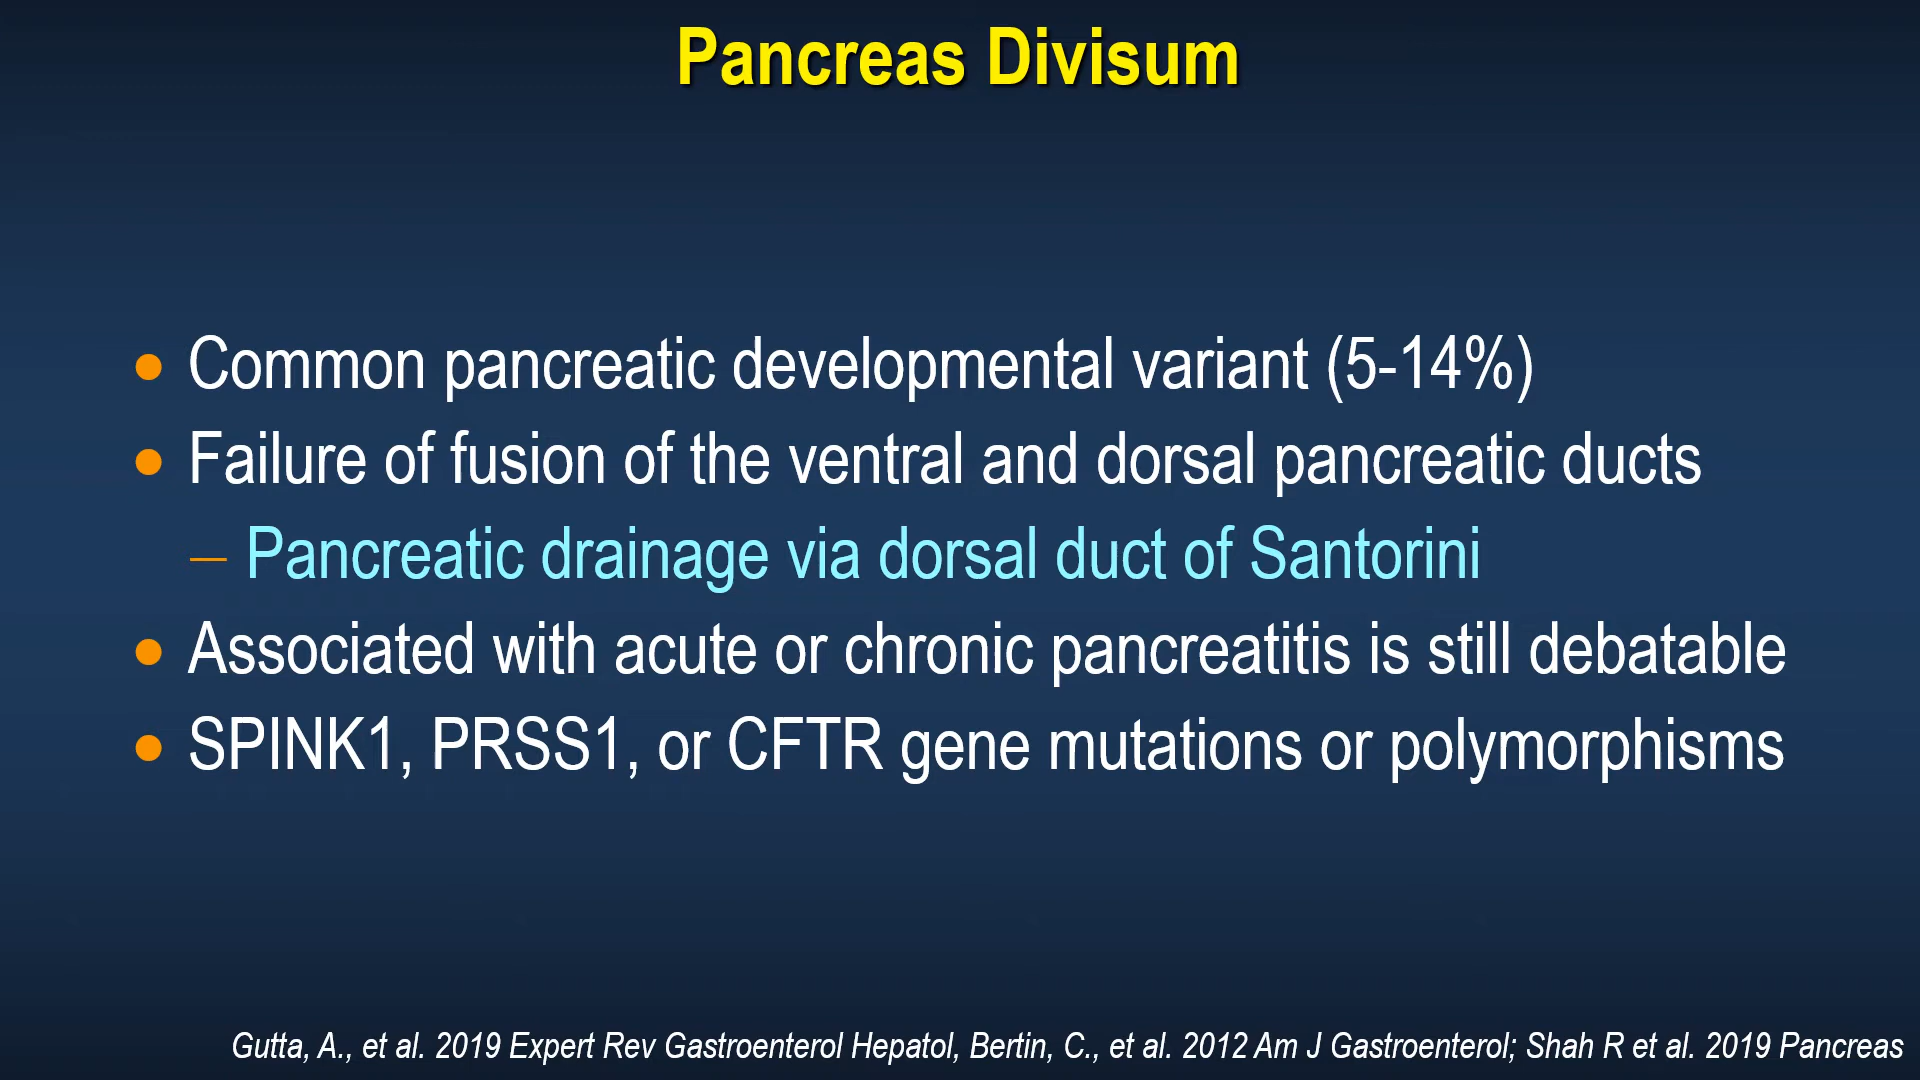 Pancreas Divisum
• Common pancreatic developmental variant (5-14%)
• Failure of fusion of the ventral and dorsal pancreatic ducts
– Pancreatic drainage via dorsal duct of Santorini
• Associated with acute or chronic pancreatitis is still debatable
• SPINK1, PRSS1, or CFTR gene mutations or polymorphisms
Gutta, A., et al. 2019 Expert Rev Gastroenterol Hepatol, Bertin, C., et al. 2012 Am J Gastroenterol; Shah R et al. 2019 Pancreas